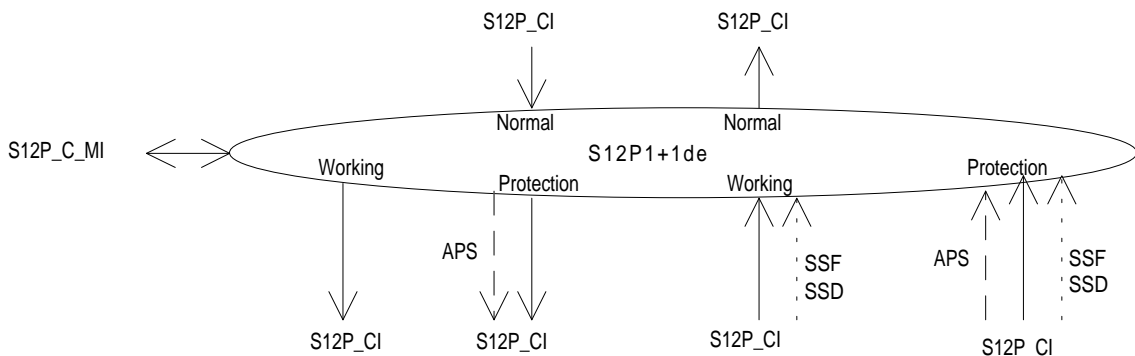 S12P_CI S12P_CI
Normal Normal
S12P_C_MI S12P1+1de
Working Protection Working Protection
APS SSF APS SSF
SSD SSD
S12P_CI S12P_CI S12P_CI S12P_CI